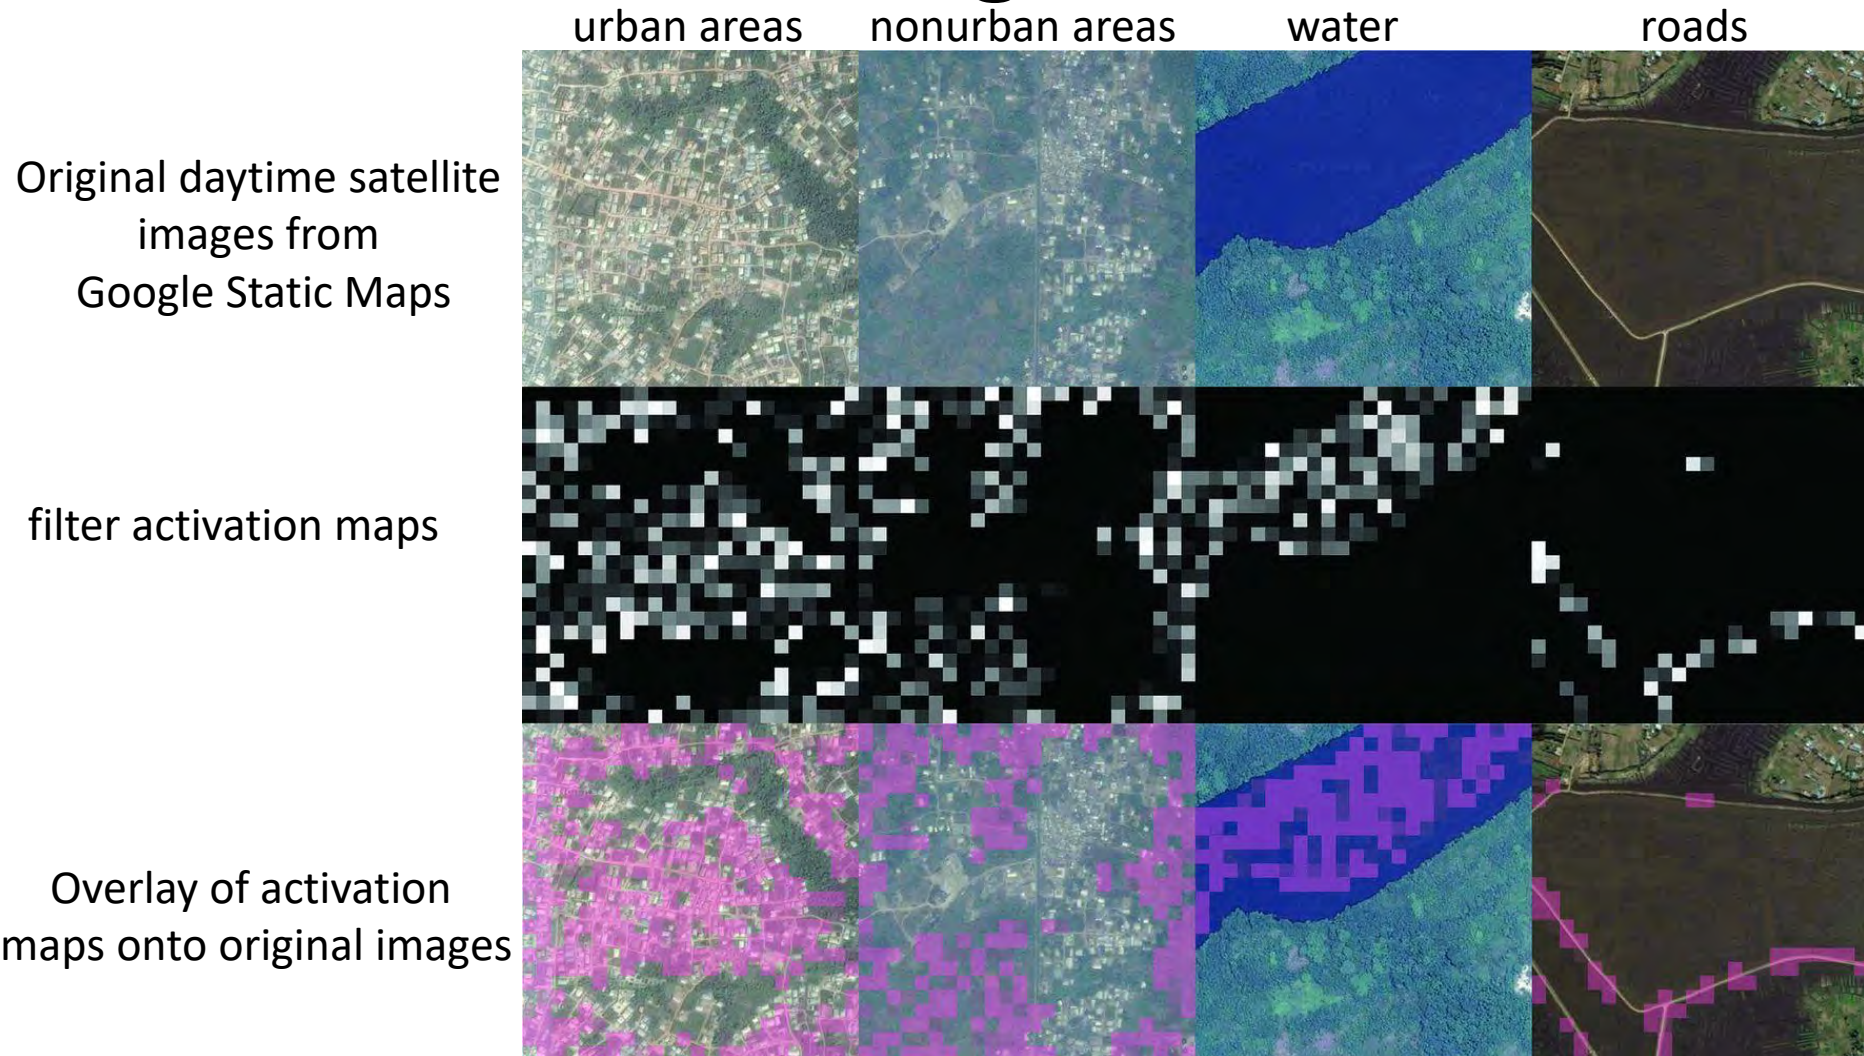 urban areas
nonurban areas
water
roads
Original daytime satellite
images from
Google Static Maps
filter activation maps
Overlay of activation
maps onto original images